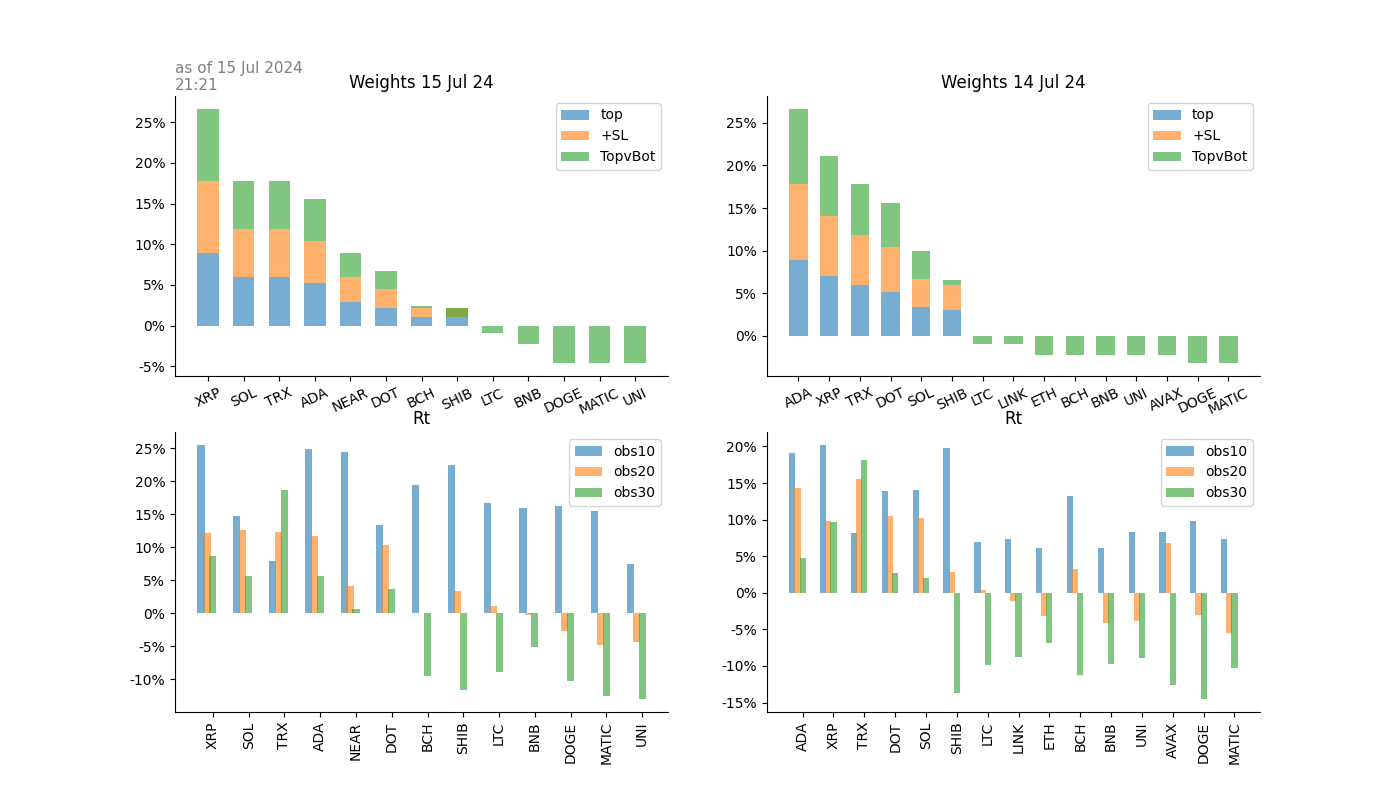 as of 15 Jul 2024
21:21
Weights 15 Jul 24
25%
20%
15%
10%
5%
0%
-5%
top
+SL
TopvBot
XRP SOL TRX ADA NEAR DOT BCH SHIB LTC BNB DOGE MATIC UNI
Weights 14 Jul 24
25%
20%
15%
10%
5%
0%
top
+SL
TopvBot
ADA XRP TRX DOT SOL SHIB LTC LINK ETH BCH BNB UNI AVAX DOGE MATIC
Rt
25%
20%
15%
10%
5%
0%
-5%
-10%
obs10
obs20
obs30
XRP SOL TRX ADA NEAR DOT BCH SHIB LTC BNB DOGE MATIC UNI
Rt
20%
15%
10%
5%
0%
-5%
-10%
-15%
obs10
obs20
obs30
ADA XRP TRX DOT SOL SHIB LTC LINK ETH BCH BNB UNI AVAX DOGE MATIC